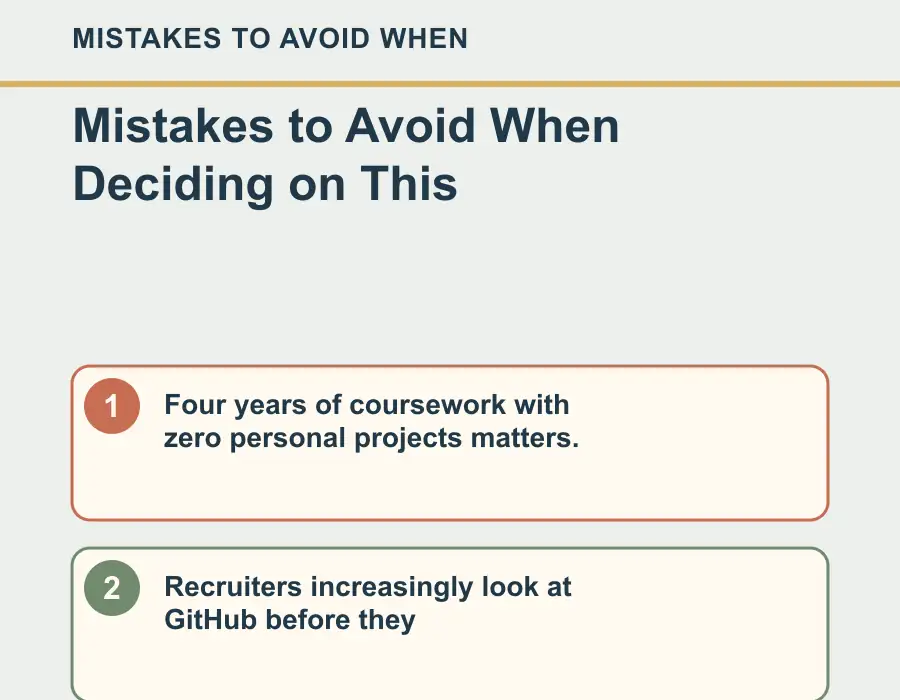 MISTAKES TO AVOID WHEN
Mistakes to Avoid When
Deciding on This
1
Four years of coursework with
zero personal projects matters.
2
Recruiters increasingly look at
GitHub before they